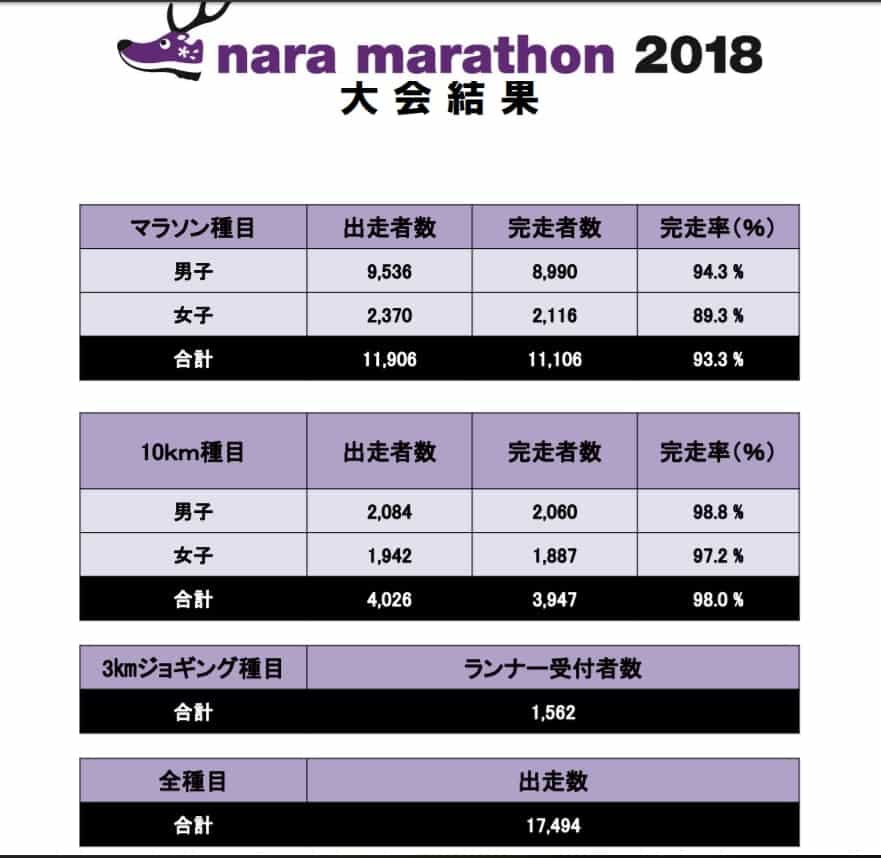 nara marathon 2018
大会結果
マラソン種目 出走者数 完走者数 完走率(%)
男子 9,536 8,990 94.3 %
女子 2,370 2,116 89.3 %
合計 11,906 11,106 93.3 %
10km種目 出走者数 完走者数 完走率(%)
男子 2,084 2,060 98.8 %
女子 1,942 1,887 97.2 %
合計 4,026 3,947 98.0 %
3kmジョギング種目 ランナー受付者数
合計 1,562
全種目 出走数
合計 17,494